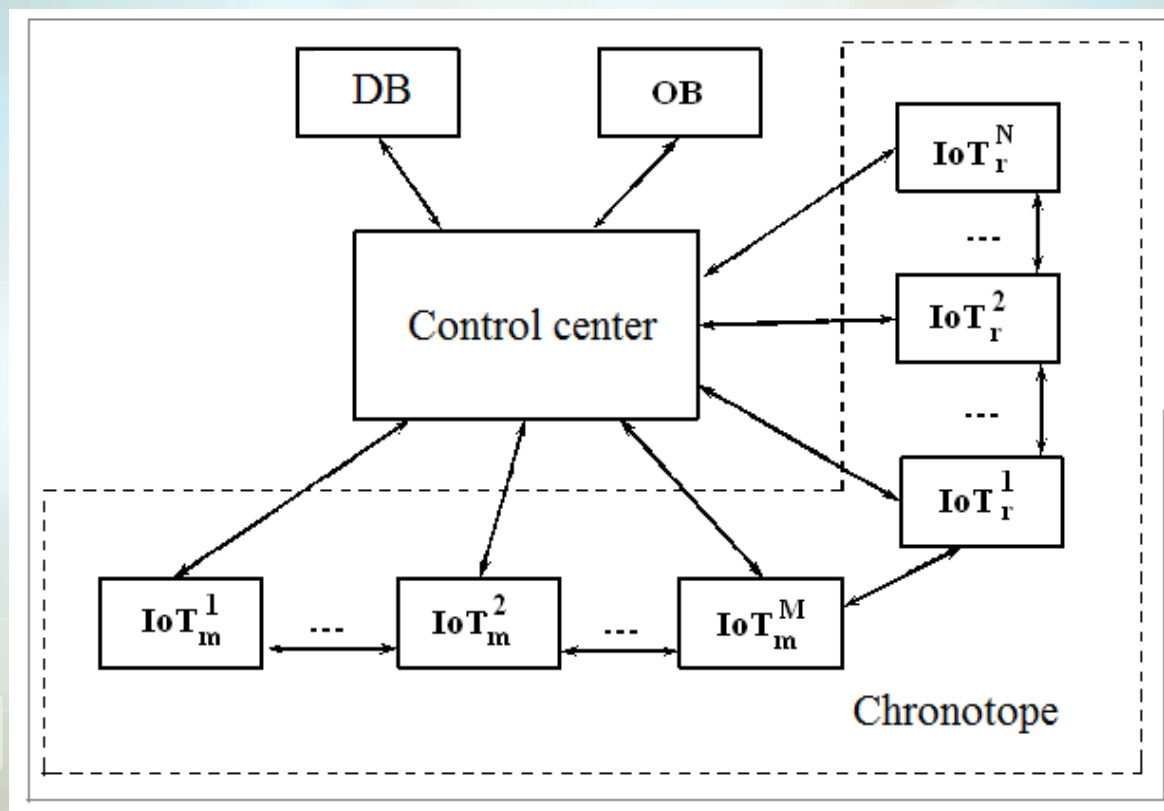 DB
OB
IoT_r^N
---
IoT_r^2
Control center
---
IoT_r^1
IoT_m^1
---
IoT_m^2
---
IoT_m^M
Chronotope